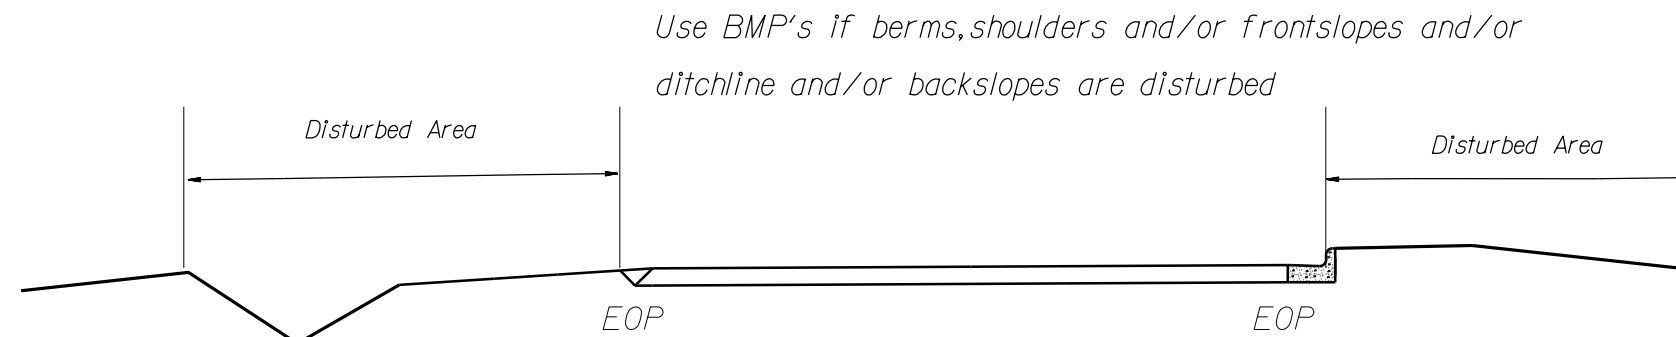 Use BMP's if berms,shoulders and/or frontslopes and/or
ditchline and/or backslopes are disturbed
Disturbed Area
Disturbed Area
EOP
EOP